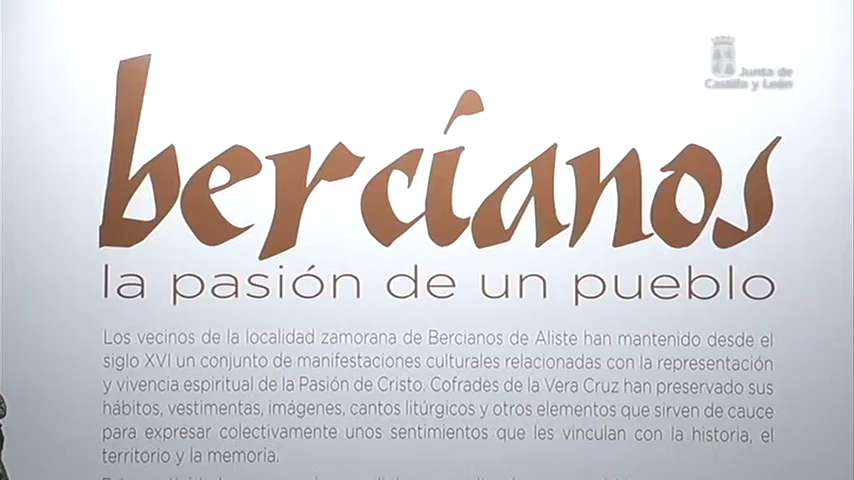 Junta de
Castilla y León
bercianos
la pasión de un pueblo
Los vecinos de la localidad zamorana de Bercianos de Aliste han mantenido desde el
siglo XVI un conjunto de manifestaciones culturales relacionadas con la representación
y vivencia espiritual de la Pasión de Cristo. Cofrades de la Vera Cruz han preservado sus
hábitos, vestimentas, imágenes, cantos litúrgicos y otros elementos que sirven de cauce
para expresar colectivamente unos sentimientos que les vinculan con la historia, el
territorio y la memoria.